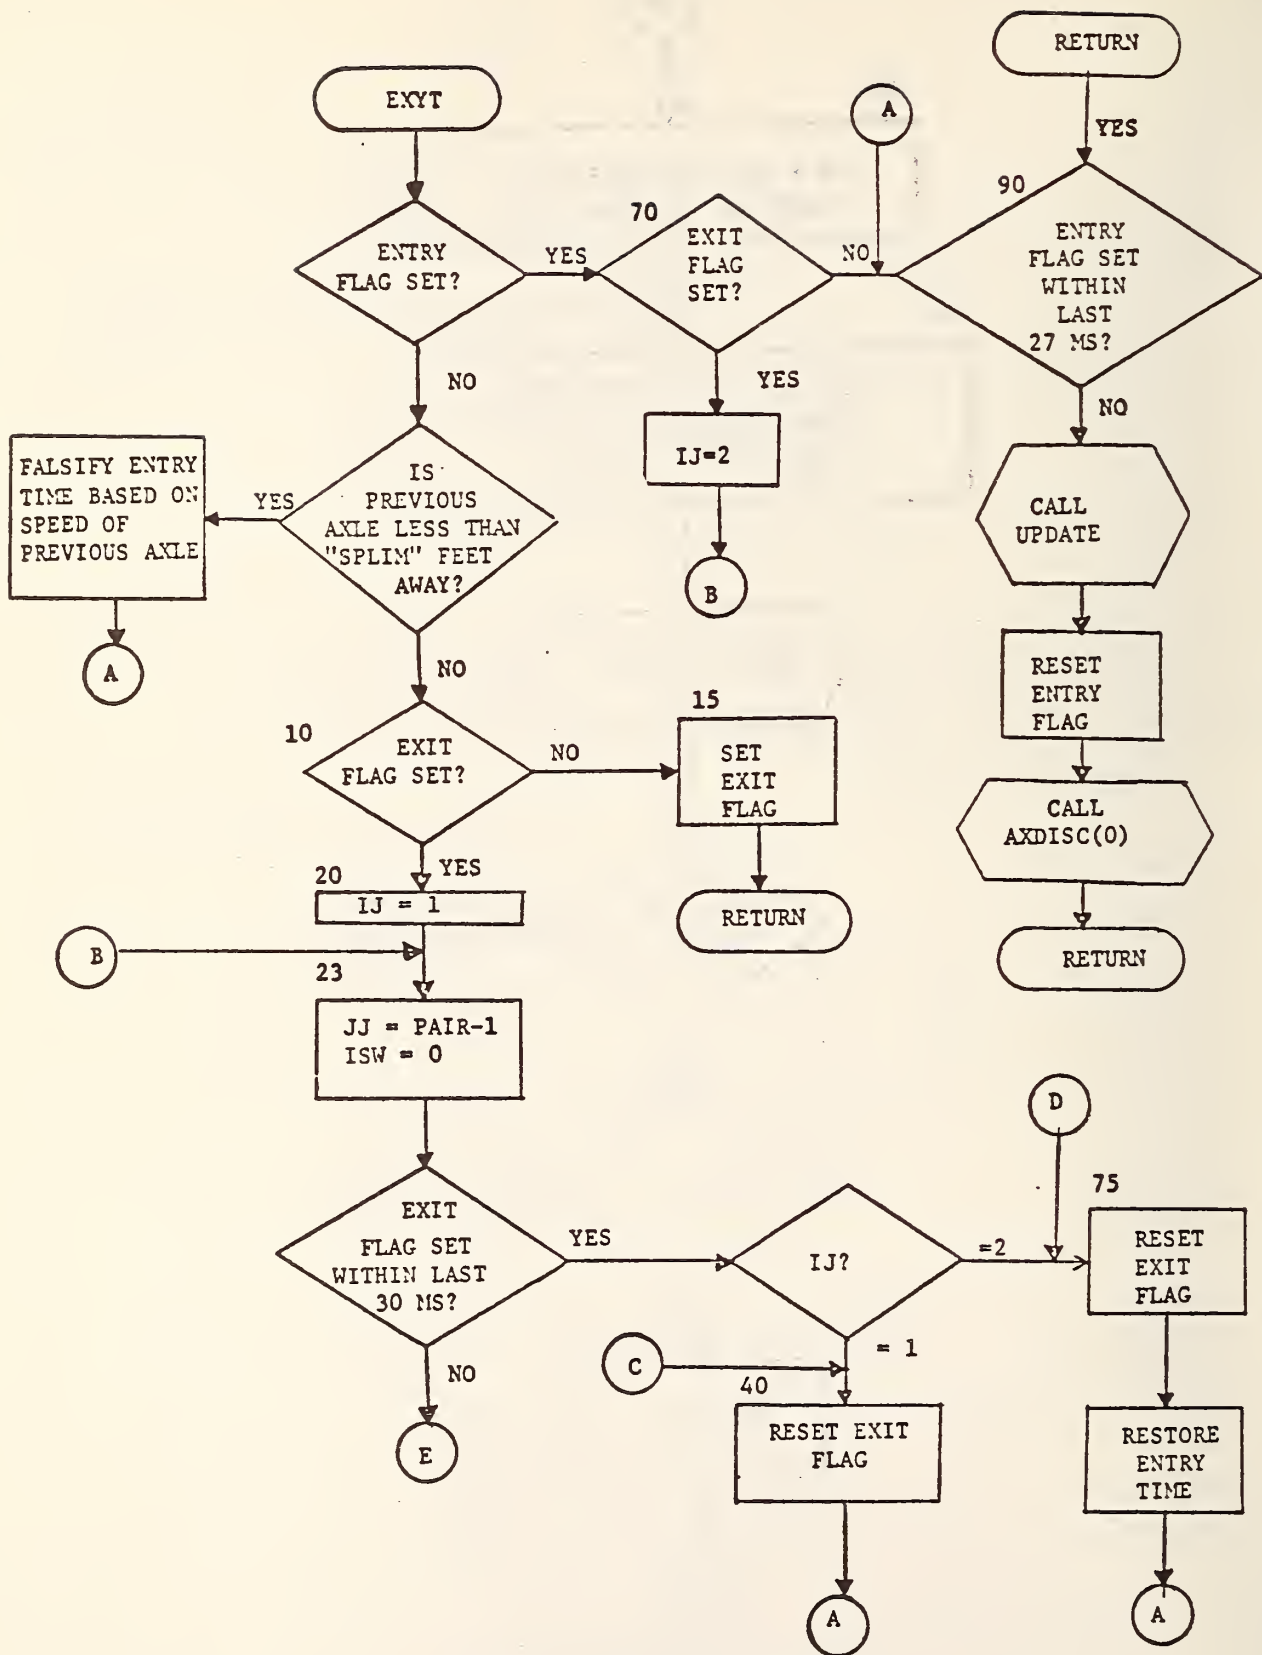 RETURN
EXYT
A
YES
90
70
ENTRY
FLAG SET?
YES
EXIT
FLAG
SET?
NO
ENTRY
FLAG SET
WITHIN
LAST
27 MS?
NO
YES
NO
FALSIFY ENTRY
TIME BASED ON
SPEED OF
PREVIOUS AXLE
YES
IS
PREVIOUS
AXLE LESS THAN
"SPLIM" FEET
AWAY?
IJ=2
CALL
UPDATE
B
A
NO
RESET
ENTRY
FLAG
15
10
EXIT
FLAG SET?
NO
SET
EXIT
FLAG
CALL
AXDISC(0)
YES
20
IJ = 1
RETURN
B
RETURN
23
JJ = PAIR-1
ISW = 0
D
75
EXIT
FLAG SET
WITHIN LAST
30 MS?
YES
IJ?
=2
RESET
EXIT
FLAG
= 1
NO
C
40
E
RESET EXIT
FLAG
RESTORE
ENTRY
TIME
A
A